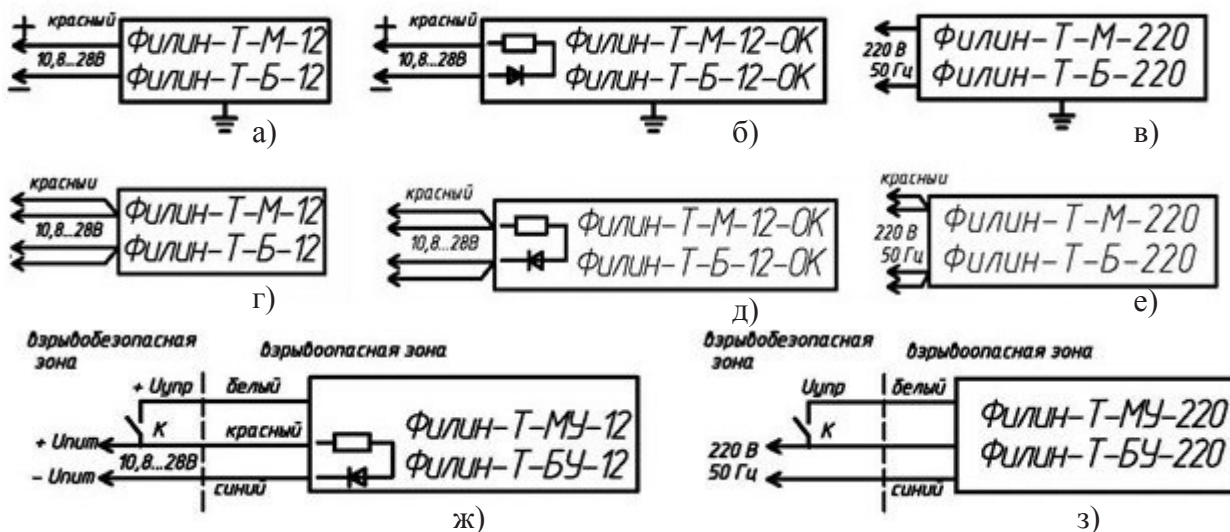 + красный
10,8...28В
−
Филин-Т-М-12
Филин-Т-Б-12
а)
+ красный
10,8...28В
−
Филин-Т-М-12-ОК
Филин-Т-Б-12-ОК
б)
220 В
50 Гц
Филин-Т-М-220
Филин-Т-Б-220
в)
красный
10,8...28В
Филин-Т-М-12
Филин-Т-Б-12
г)
красный
10,8...28В
Филин-Т-М-12-ОК
Филин-Т-Б-12-ОК
д)
красный
220 В
50 Гц
Филин-Т-М-220
Филин-Т-Б-220
е)
взрывобезопасная
зона
взрывоопасная зона
+ Uупр
белый
К
красный
+ Uпит
10,8...28В
− Uпит
синий
Филин-Т-МУ-12
Филин-Т-БУ-12
ж)
взрывобезопасная
зона
взрывоопасная зона
Uупр
белый
К
220 В
50 Гц
синий
Филин-Т-МУ-220
Филин-Т-БУ-220
з)